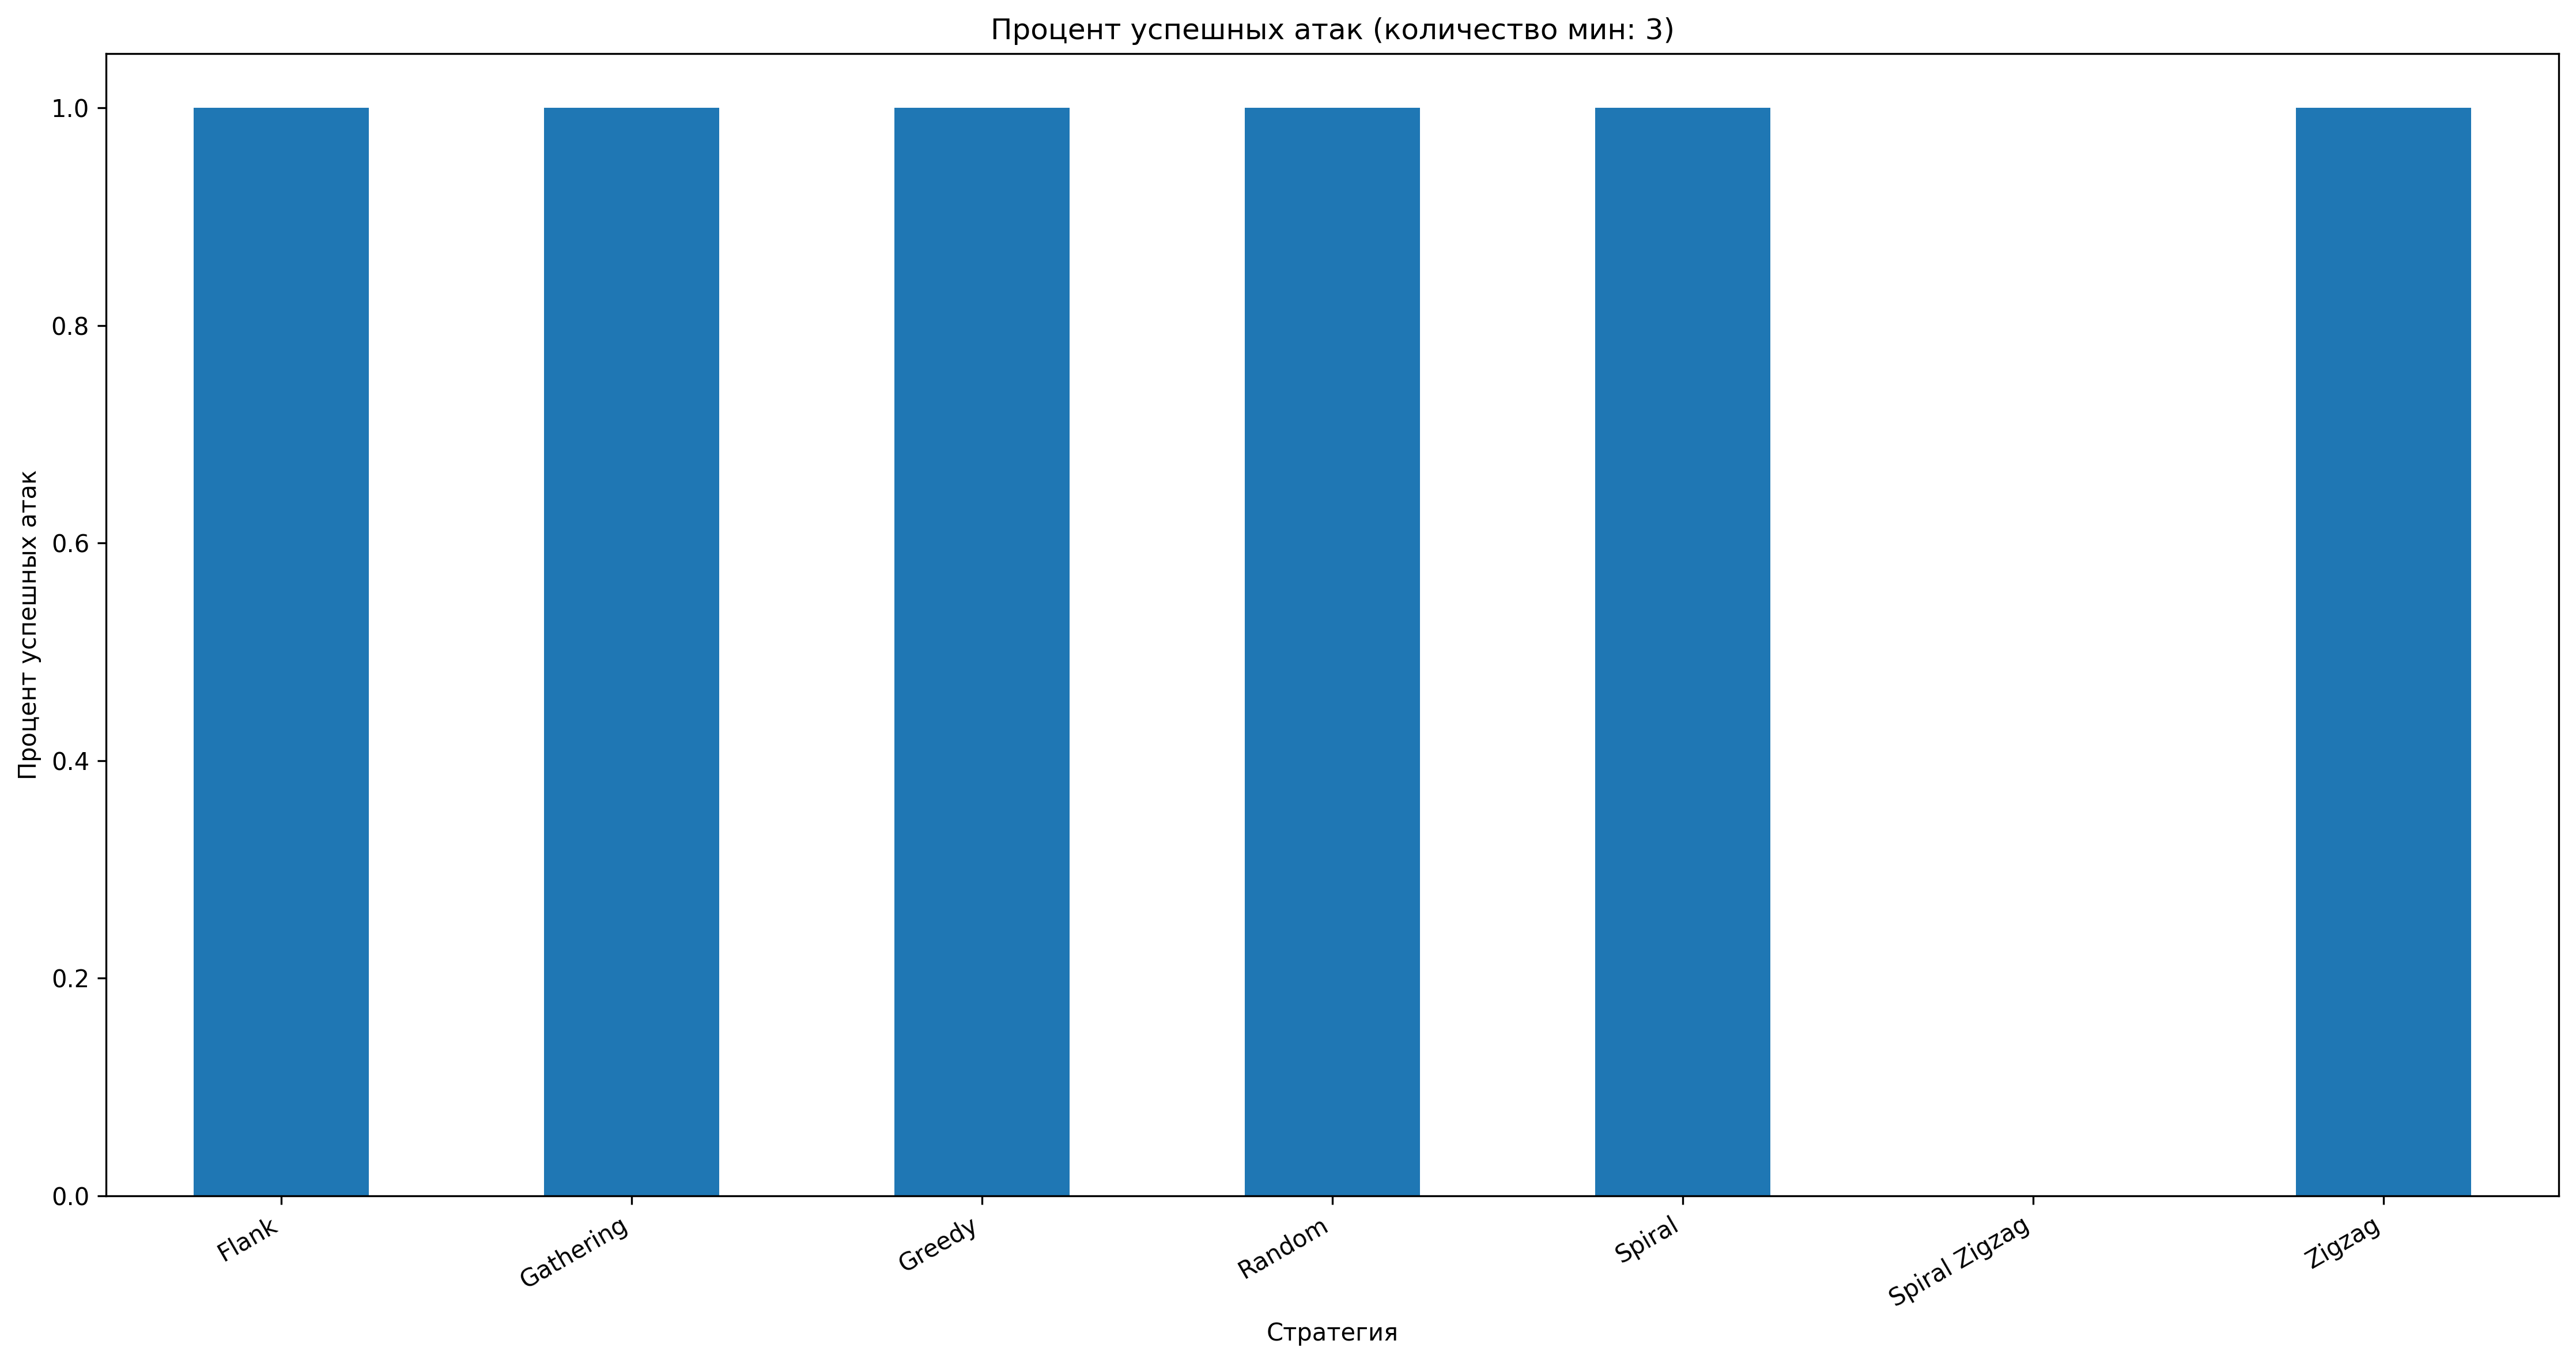 Процент успешных атак (количество мин: 3)
Процент успешных атак
1.0
0.8
0.6
0.4
0.2
0.0
Flank
Gathering
Greedy
Random
Spiral
Spiral Zigzag
Zigzag
Стратегия